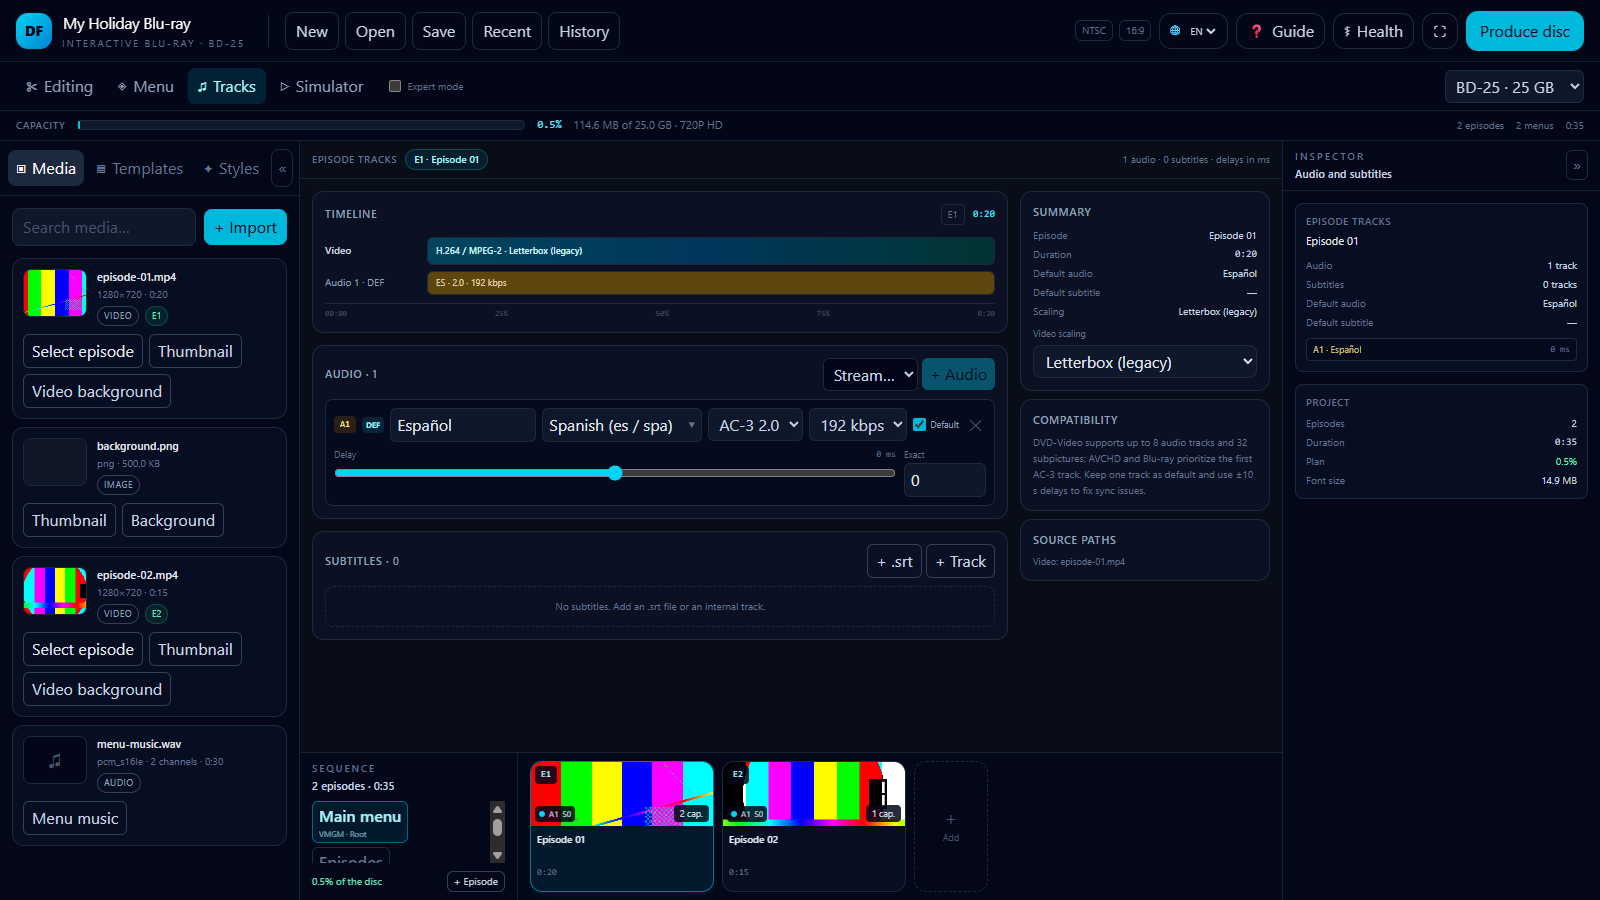 DF
My Holiday Blu-ray
INTERACTIVE BLU-RAY · BD-25
New
Open
Save
Recent
History
NTSC
16:9
EN
Guide
Health
Produce disc
Editing
Menu
Tracks
Simulator
Expert mode
BD-25 · 25 GB
CAPACITY
0.5%
114.6 MB of 25.0 GB · 720P HD
2 episodes
2 menus
0:35
Media
Templates
Styles
«
Search media...
+ Import
episode-01.mp4
1280×720 · 0:20
VIDEO
E1
Select episode
Thumbnail
Video background
background.png
png · 500.0 KB
IMAGE
Thumbnail
Background
episode-02.mp4
1280×720 · 0:15
VIDEO
E2
Select episode
Thumbnail
Video background
menu-music.wav
pcm_s16le · 2 channels · 0:30
AUDIO
Menu music
EPISODE TRACKS
E1 · Episode 01
1 audio · 0 subtitles · delays in ms
TIMELINE
E1
0:20
Video
H.264 / MPEG-2 · Letterbox (legacy)
Audio 1 · DEF
ES · 2.0 · 192 kbps
00:00
25%
50%
75%
0:20
AUDIO · 1
Stream...
+ Audio
A1
DEF
Español
Spanish (es / spa)
AC-3 2.0
192 kbps
Default
Delay
0 ms
Exact
0
SUBTITLES · 0
+ .srt
+ Track
No subtitles. Add an .srt file or an internal track.
SUMMARY
Episode
Episode 01
Duration
0:20
Default audio
Español
Default subtitle
—
Scaling
Letterbox (legacy)
Video scaling
Letterbox (legacy)
COMPATIBILITY
DVD-Video supports up to 8 audio tracks and 32
subpictures; AVCHD and Blu-ray prioritize the first
AC-3 track. Keep one track as default and use ±10
s delays to fix sync issues.
SOURCE PATHS
Video: episode-01.mp4
INSPECTOR
Audio and subtitles
»
EPISODE TRACKS
Episode 01
Audio
1 track
Subtitles
0 tracks
Default audio
Español
Default subtitle
—
A1 · Español
0 ms
PROJECT
Episodes
2
Duration
0:35
Plan
0.5%
Font size
14.9 MB
SEQUENCE
2 episodes · 0:35
Main menu
VMGM · Root
Episodes
0.5% of the disc
+ Episode
E1
A1 S0
2 cap.
Episode 01
0:20
E2
A1 S0
1 cap.
Episode 02
0:15
+
Add